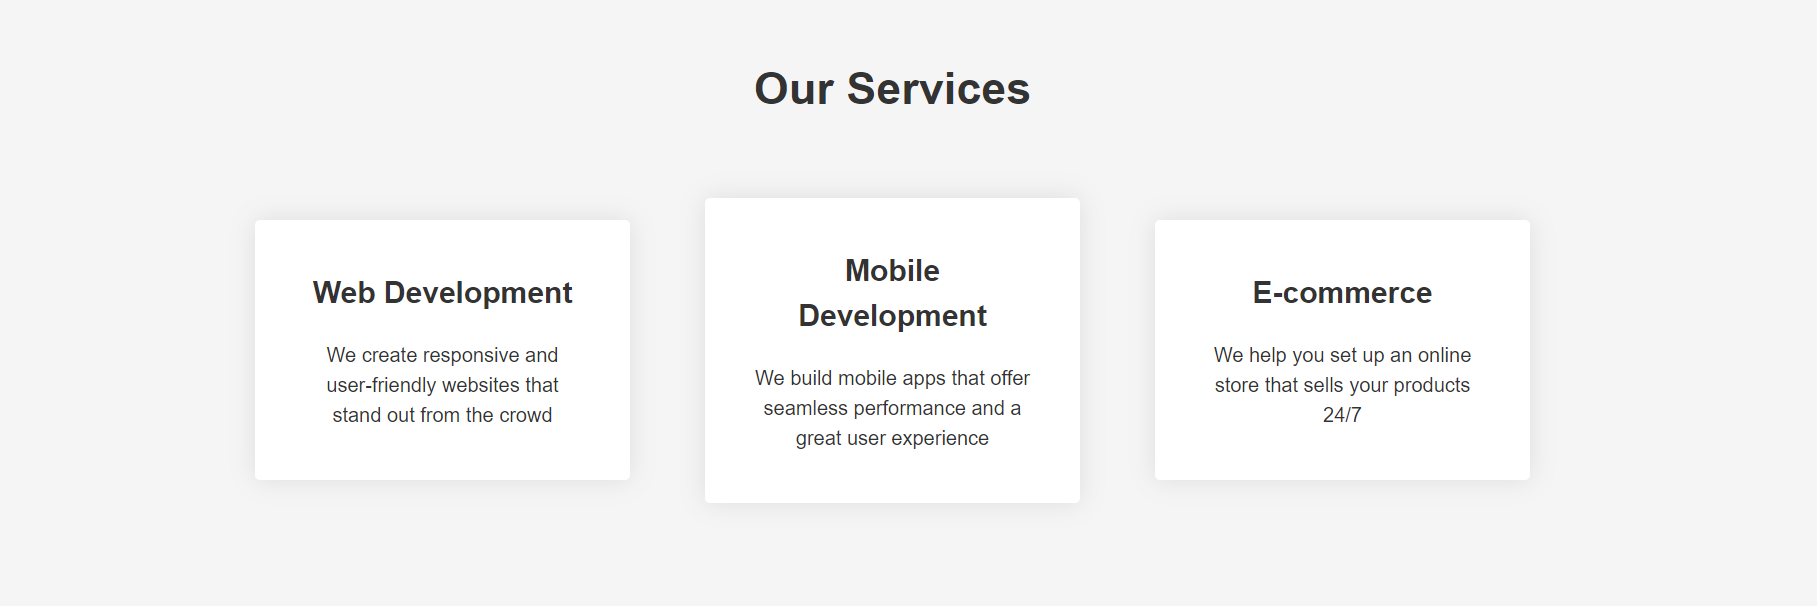 Our Services
Web Development
We create responsive and
user-friendly websites that
stand out from the crowd
Mobile
Development
We build mobile apps that offer
seamless performance and a
great user experience
E-commerce
We help you set up an online
store that sells your products
24/7